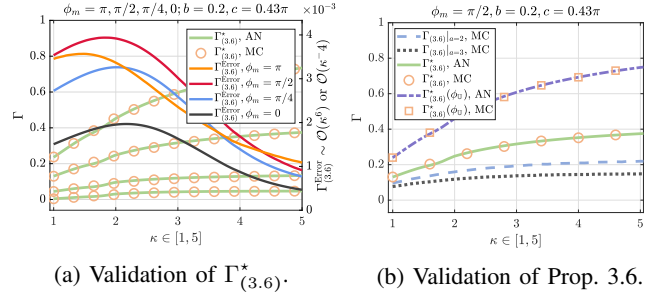 ϕₘ = π, π/2, π/4, 0; b = 0.2, c = 0.43π
×10⁻³
Γ
1
0.8
0.6
0.4
0.2
0
Γ*₍₃.₆₎, AN
Γ*₍₃.₆₎, MC
Γᴱʳʳᵒʳ₍₃.₆₎, ϕₘ = π
Γᴱʳʳᵒʳ₍₃.₆₎, ϕₘ = π/2
Γᴱʳʳᵒʳ₍₃.₆₎, ϕₘ = π/4
Γᴱʳʳᵒʳ₍₃.₆₎, ϕₘ = 0
4
3
2
1
0
Γᴱʳʳᵒʳ₍₃.₆₎ ~ O(κ⁶) or O(κ⁻⁴)
1 2 3 4 5
κ ∈ [1, 5]
(a) Validation of Γ*₍₃.₆₎.
ϕₘ = π/2, b = 0.2, c = 0.43π
Γ
1
0.8
0.6
0.4
0.2
0
Γ₍₃.₆₎|ₐ₌₂, MC
Γ₍₃.₆₎|ₐ₌₃, MC
Γ*₍₃.₆₎, AN
Γ*₍₃.₆₎, MC
Γ*₍₃.₆₎(ϕ▯), AN
Γ*₍₃.₆₎(ϕ▯), MC
1 2 3 4 5
κ ∈ [1, 5]
(b) Validation of Prop. 3.6.